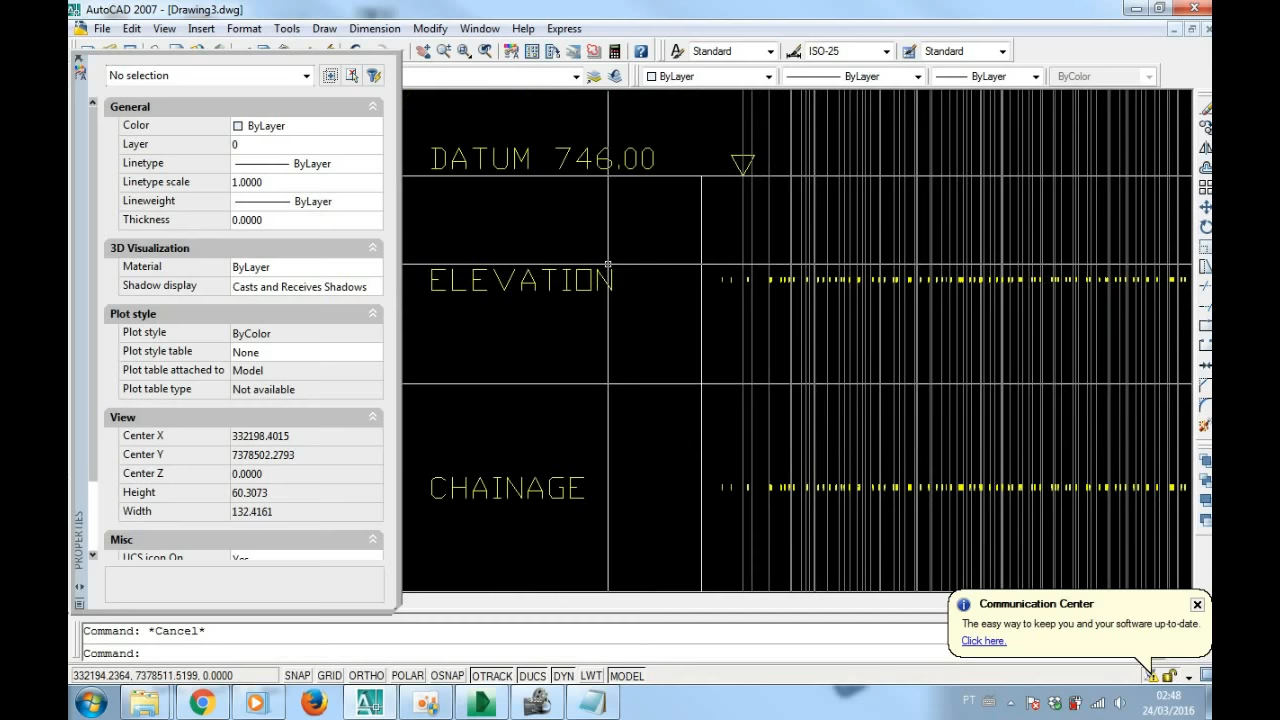 AutoCAD 2007 - [Drawing3.dwg]
File Edit View Insert Format Tools Draw Dimension Modify Window Help Express
Standard ISO-25 Standard
No selection
ByLayer ByLayer ByLayer ByColor
General
Color ByLayer
Layer 0
Linetype ByLayer
Linetype scale 1.0000
Lineweight ByLayer
Thickness 0.0000
3D Visualization
Material ByLayer
Shadow display Casts and Receives Shadows
Plot style
Plot style ByColor
Plot style table None
Plot table attached to Model
Plot table type Not available
View
Center X 332198.4015
Center Y 7378502.2793
Center Z 0.0000
Height 60.3073
Width 132.4161
Misc
UCS icon On Yes
PROPERTIES
DATUM 746.00
ELEVATION
CHAINAGE
Communication Center
The easy way to keep you and your software up-to-date.
Click here.
Command: *Cancel*
Command:
332194.2364, 7378511.5199, 0.0000 SNAP GRID ORTHO POLAR OSNAP OTRACK DUCS DYN LWT MODEL
PT
02:48
24/03/2016